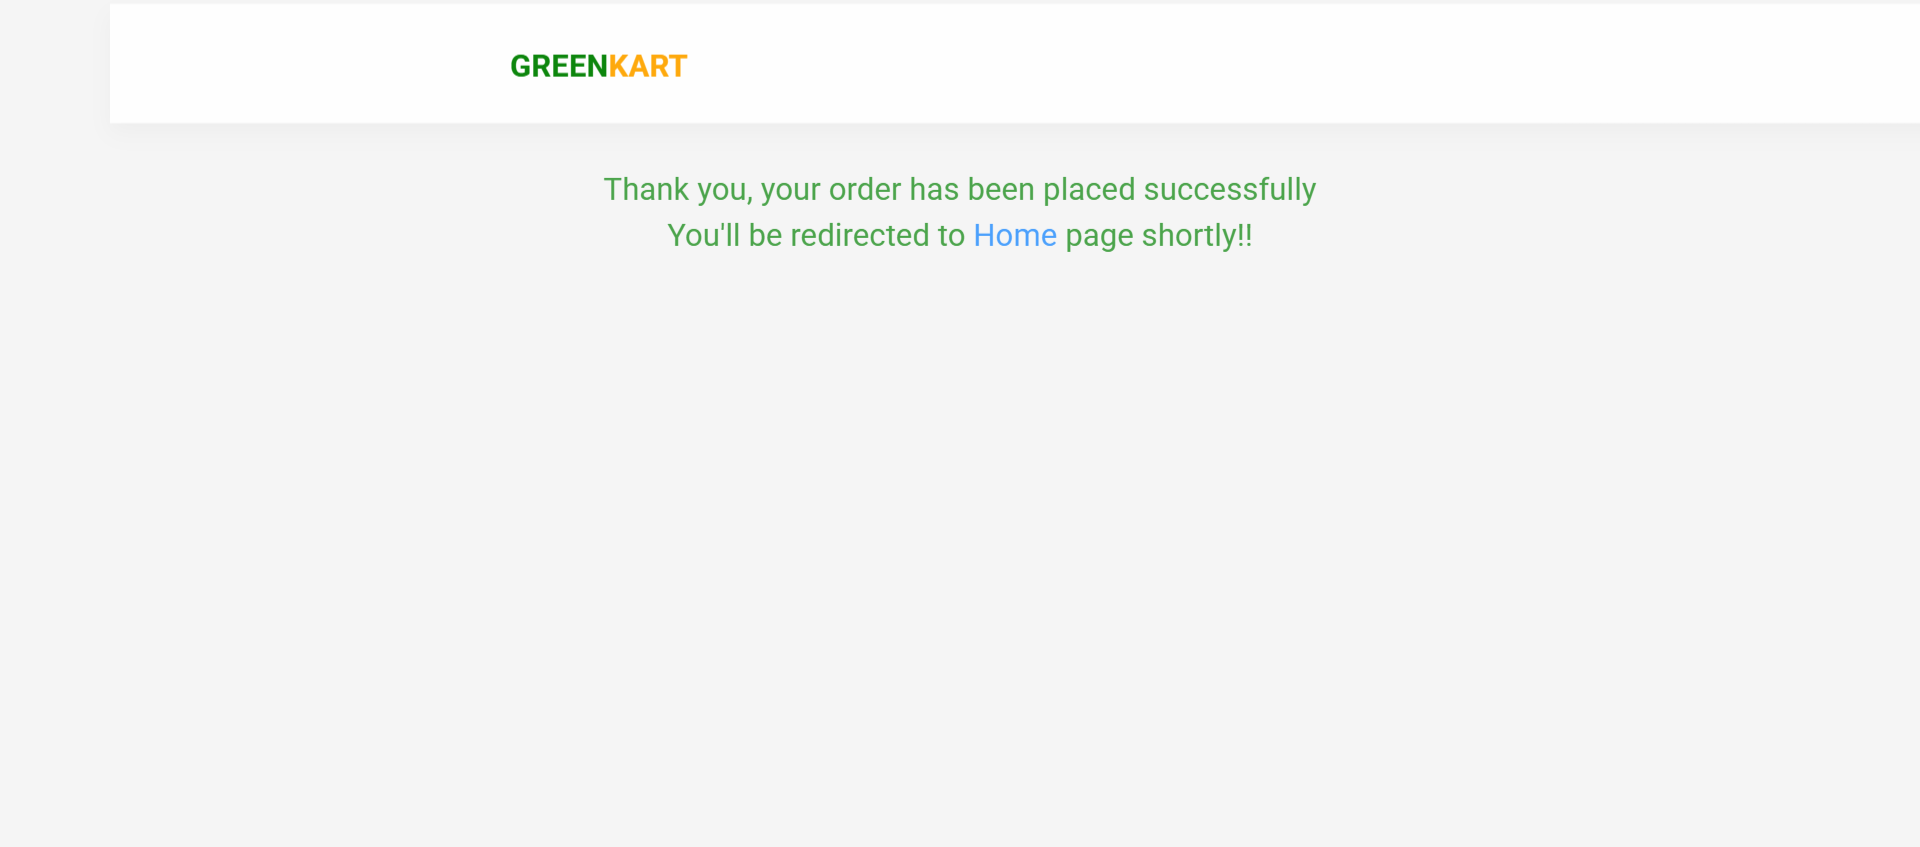 GREENKART
Thank you, your order has been placed successfully
You'll be redirected to Home page shortly!!